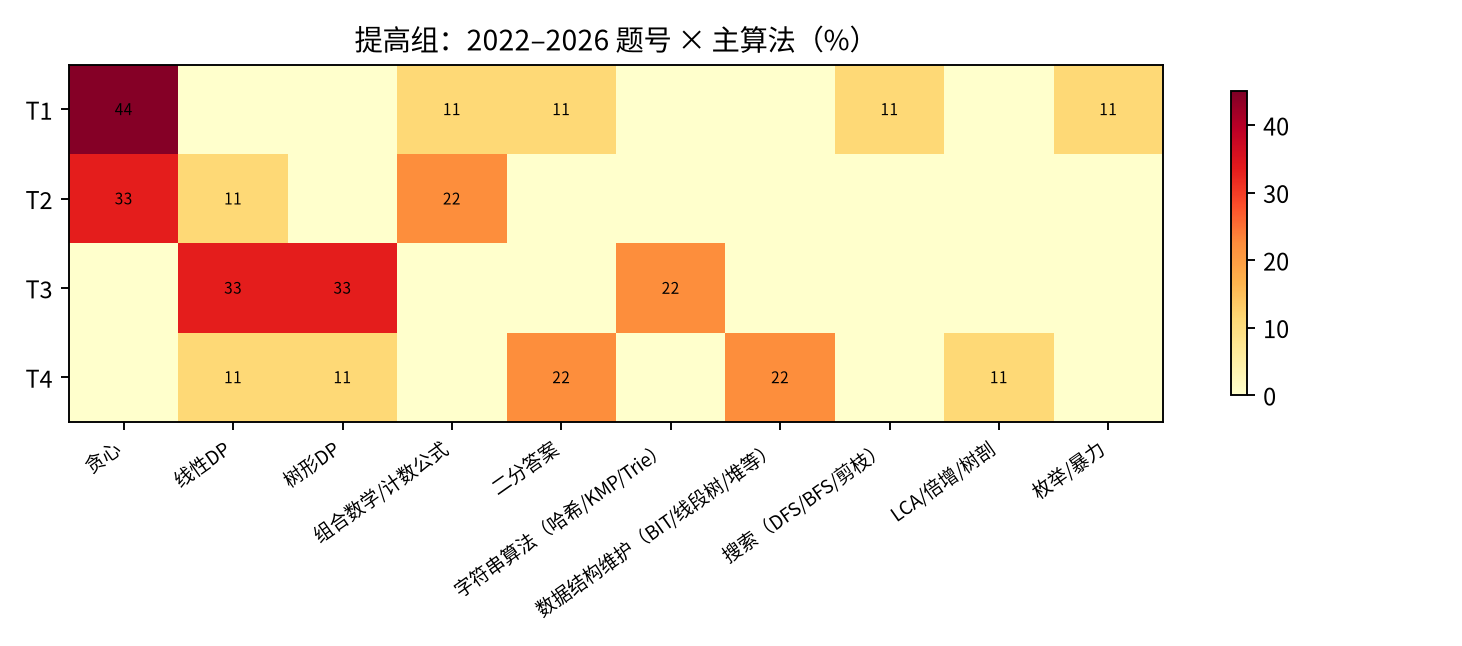 提高组：2022–2026 题号 × 主算法（%）
T1 44 11 11 11 11
T2 33 11 22
T3 33 33 22
T4 11 11 22 22 11
贪心
线性DP
树形DP
组合数学/计数公式
二分答案
字符串算法（哈希/KMP/Trie）
数据结构维护（BIT/线段树/堆等）
搜索（DFS/BFS/剪枝）
LCA/倍增/树剖
枚举/暴力
40
30
20
10
0